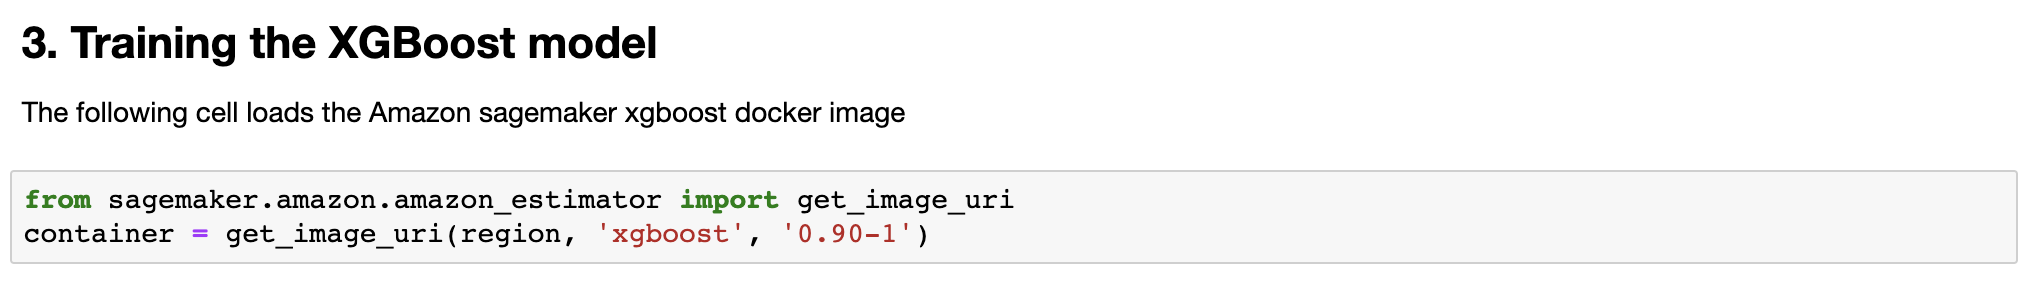 3. Training the XGBoost model
The following cell loads the Amazon sagemaker xgboost docker image
from sagemaker.amazon.amazon_estimator import get_image_uri
container = get_image_uri(region, 'xgboost', '0.90-1')